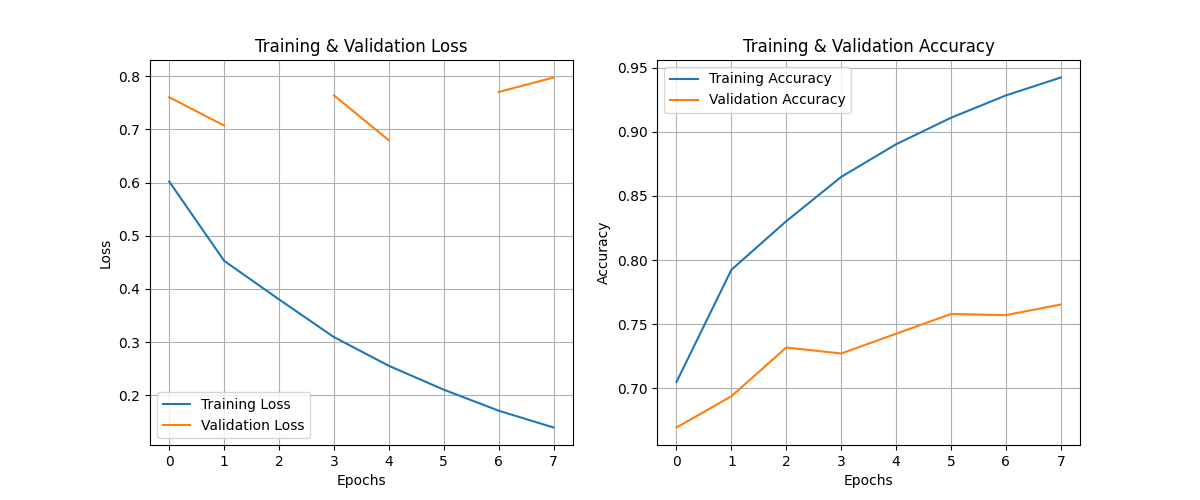 Training & Validation Loss
0.8
0.7
0.6
0.5
0.4
0.3
0.2
Loss
Training Loss
Validation Loss
0 1 2 3 4 5 6 7
Epochs
Training & Validation Accuracy
0.95
0.90
0.85
0.80
0.75
0.70
Accuracy
Training Accuracy
Validation Accuracy
0 1 2 3 4 5 6 7
Epochs